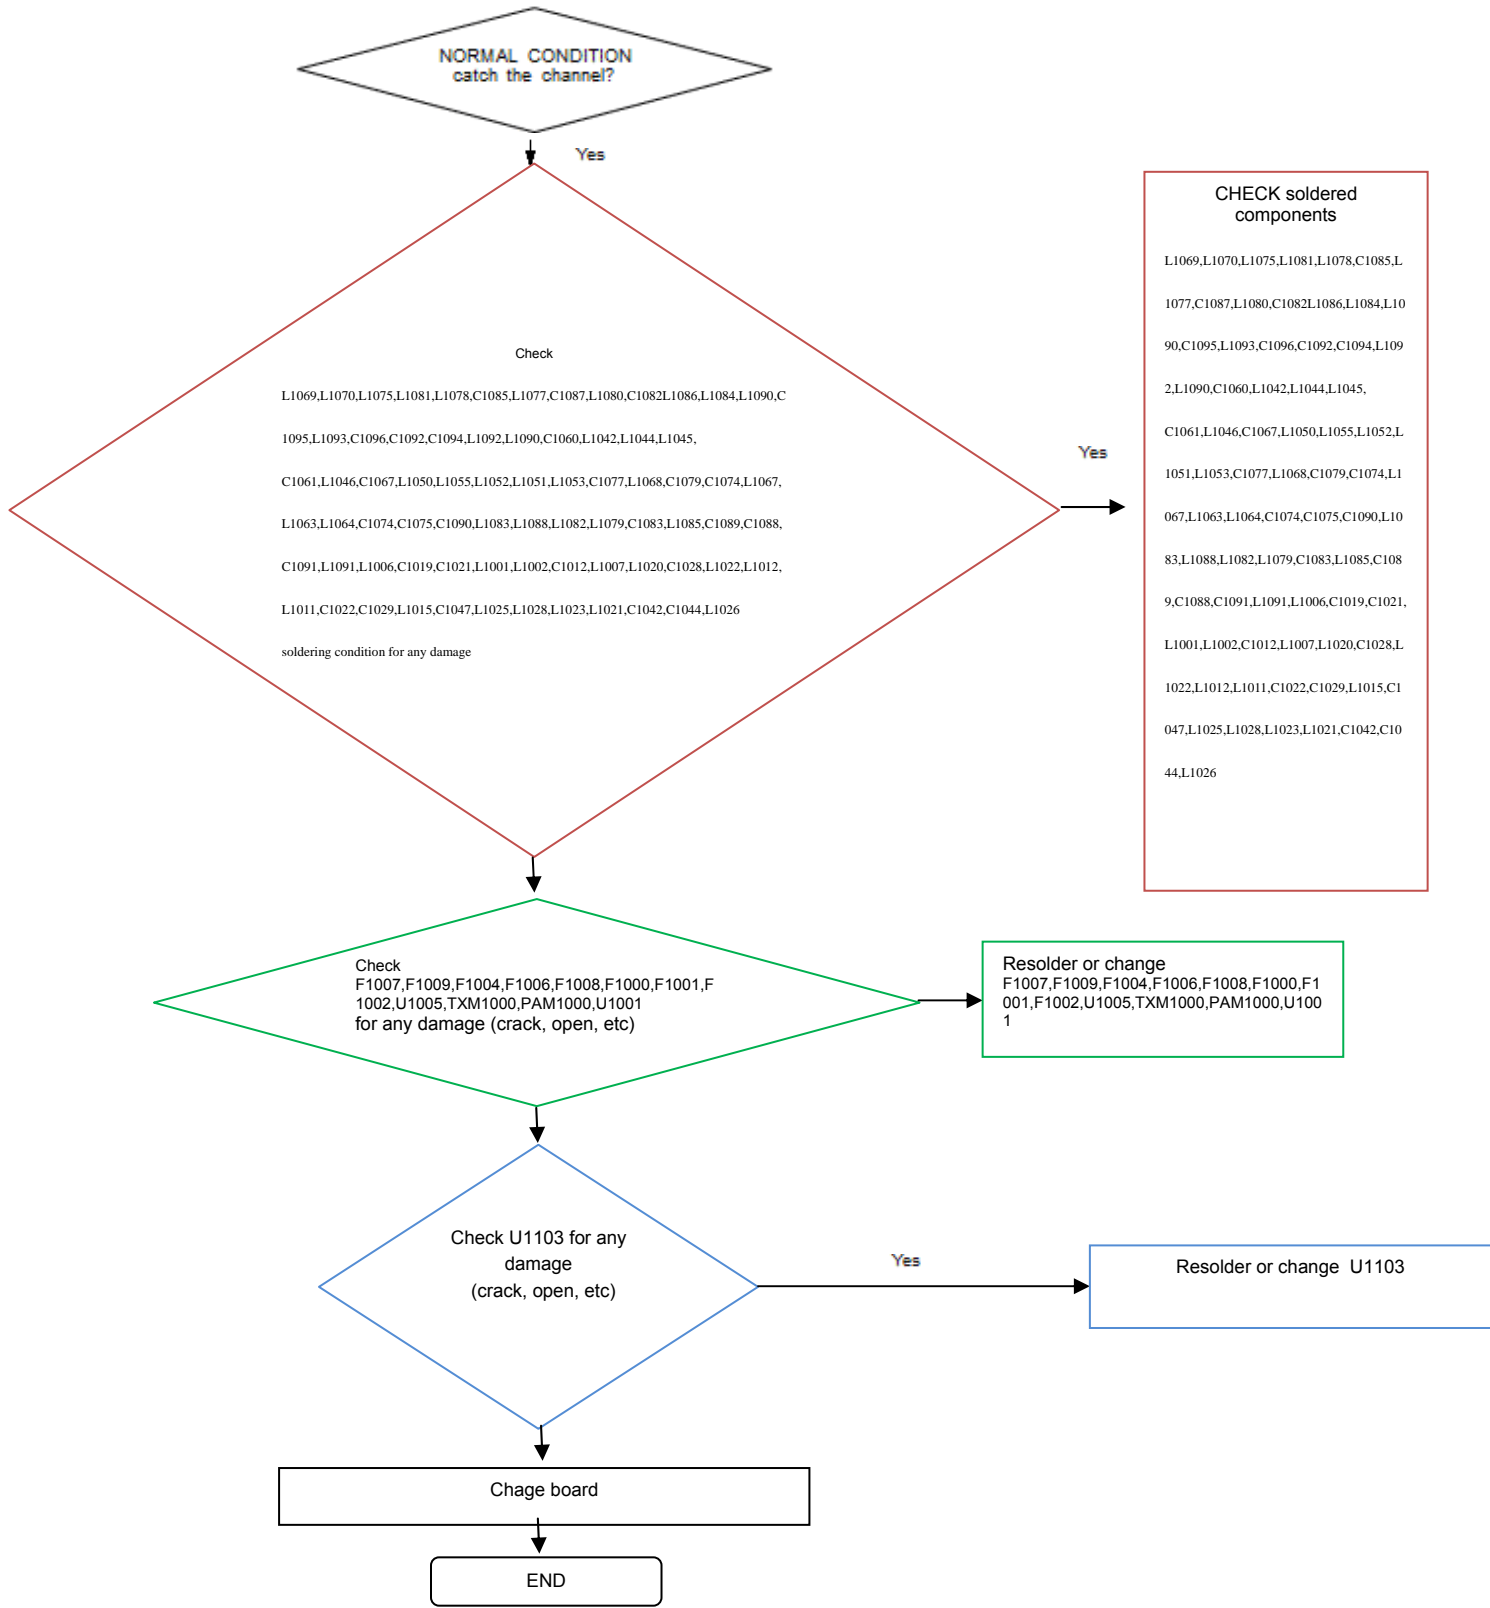 NORMAL CONDITION
catch the channel?
Yes
Check
L1069,L1070,L1075,L1081,L1078,C1085,L1077,C1087,L1080,C1082L1086,L1084,L1090,C
1095,L1093,C1096,C1092,C1094,L1092,L1090,C1060,L1042,L1044,L1045,
C1061,L1046,C1067,L1050,L1055,L1052,L1051,L1053,C1077,L1068,C1079,C1074,L1067,
L1063,L1064,C1074,C1075,C1090,L1083,L1088,L1082,L1079,C1083,L1085,C1089,C1088,
C1091,L1091,L1006,C1019,C1021,L1001,L1002,C1012,L1007,L1020,C1028,L1022,L1012,
L1011,C1022,C1029,L1015,C1047,L1025,L1028,L1023,L1021,C1042,C1044,L1026
soldering condition for any damage
Yes
CHECK soldered
components
L1069,L1070,L1075,L1081,L1078,C1085,L
1077,C1087,L1080,C1082L1086,L1084,L10
90,C1095,L1093,C1096,C1092,C1094,L109
2,L1090,C1060,L1042,L1044,L1045,
C1061,L1046,C1067,L1050,L1055,L1052,L
1051,L1053,C1077,L1068,C1079,C1074,L1
067,L1063,L1064,C1074,C1075,C1090,L10
83,L1088,L1082,L1079,C1083,L1085,C108
9,C1088,C1091,L1091,L1006,C1019,C1021,
L1001,L1002,C1012,L1007,L1020,C1028,L
1022,L1012,L1011,C1022,C1029,L1015,C1
047,L1025,L1028,L1023,L1021,C1042,C10
44,L1026
Check
F1007,F1009,F1004,F1006,F1008,F1000,F1001,F
1002,U1005,TXM1000,PAM1000,U1001
for any damage (crack, open, etc)
Resolder or change
F1007,F1009,F1004,F1006,F1008,F1000,F1
001,F1002,U1005,TXM1000,PAM1000,U100
1
Check U1103 for any
damage
(crack, open, etc)
Yes
Resolder or change U1103
Chage board
END